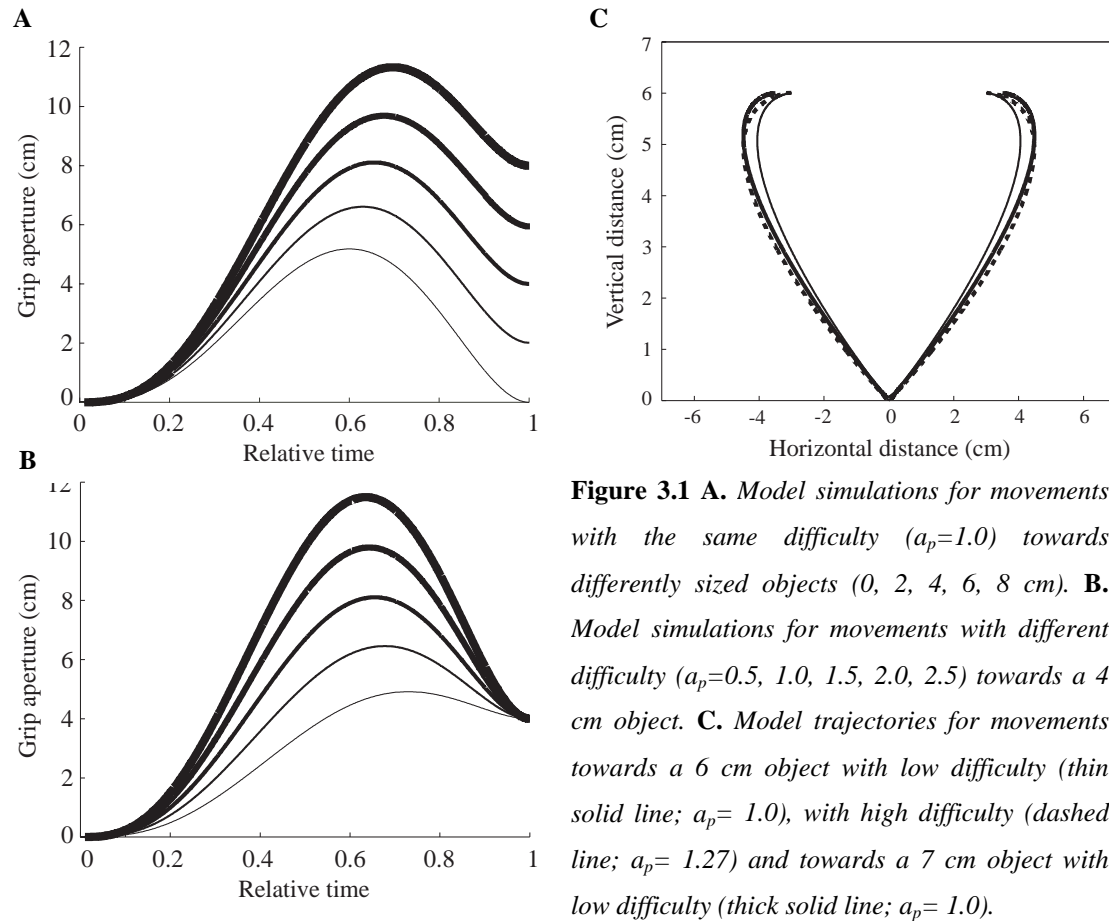 A
12
10
8
6
4
2
0
0
0.2
0.4
0.6
0.8
1
Grip aperture (cm)
Relative time
B
12
10
8
6
4
2
0
0
0.2
0.4
0.6
0.8
1
Grip aperture (cm)
Relative time
C
7
6
5
4
3
2
1
0
-6
-4
-2
0
2
4
6
Vertical distance (cm)
Horizontal distance (cm)
Figure 3.1 A. Model simulations for movements
with the same difficulty (ap=1.0) towards
differently sized objects (0, 2, 4, 6, 8 cm). B.
Model simulations for movements with different
difficulty (ap=0.5, 1.0, 1.5, 2.0, 2.5) towards a 4
cm object. C. Model trajectories for movements
towards a 6 cm object with low difficulty (thin
solid line; ap= 1.0), with high difficulty (dashed
line; ap= 1.27) and towards a 7 cm object with
low difficulty (thick solid line; ap= 1.0).